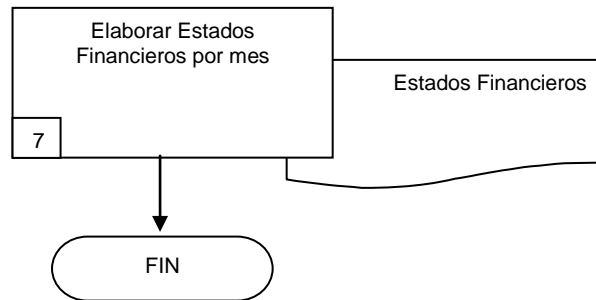 Elaborar Estados
Financieros por mes
Estados Financieros
7
FIN